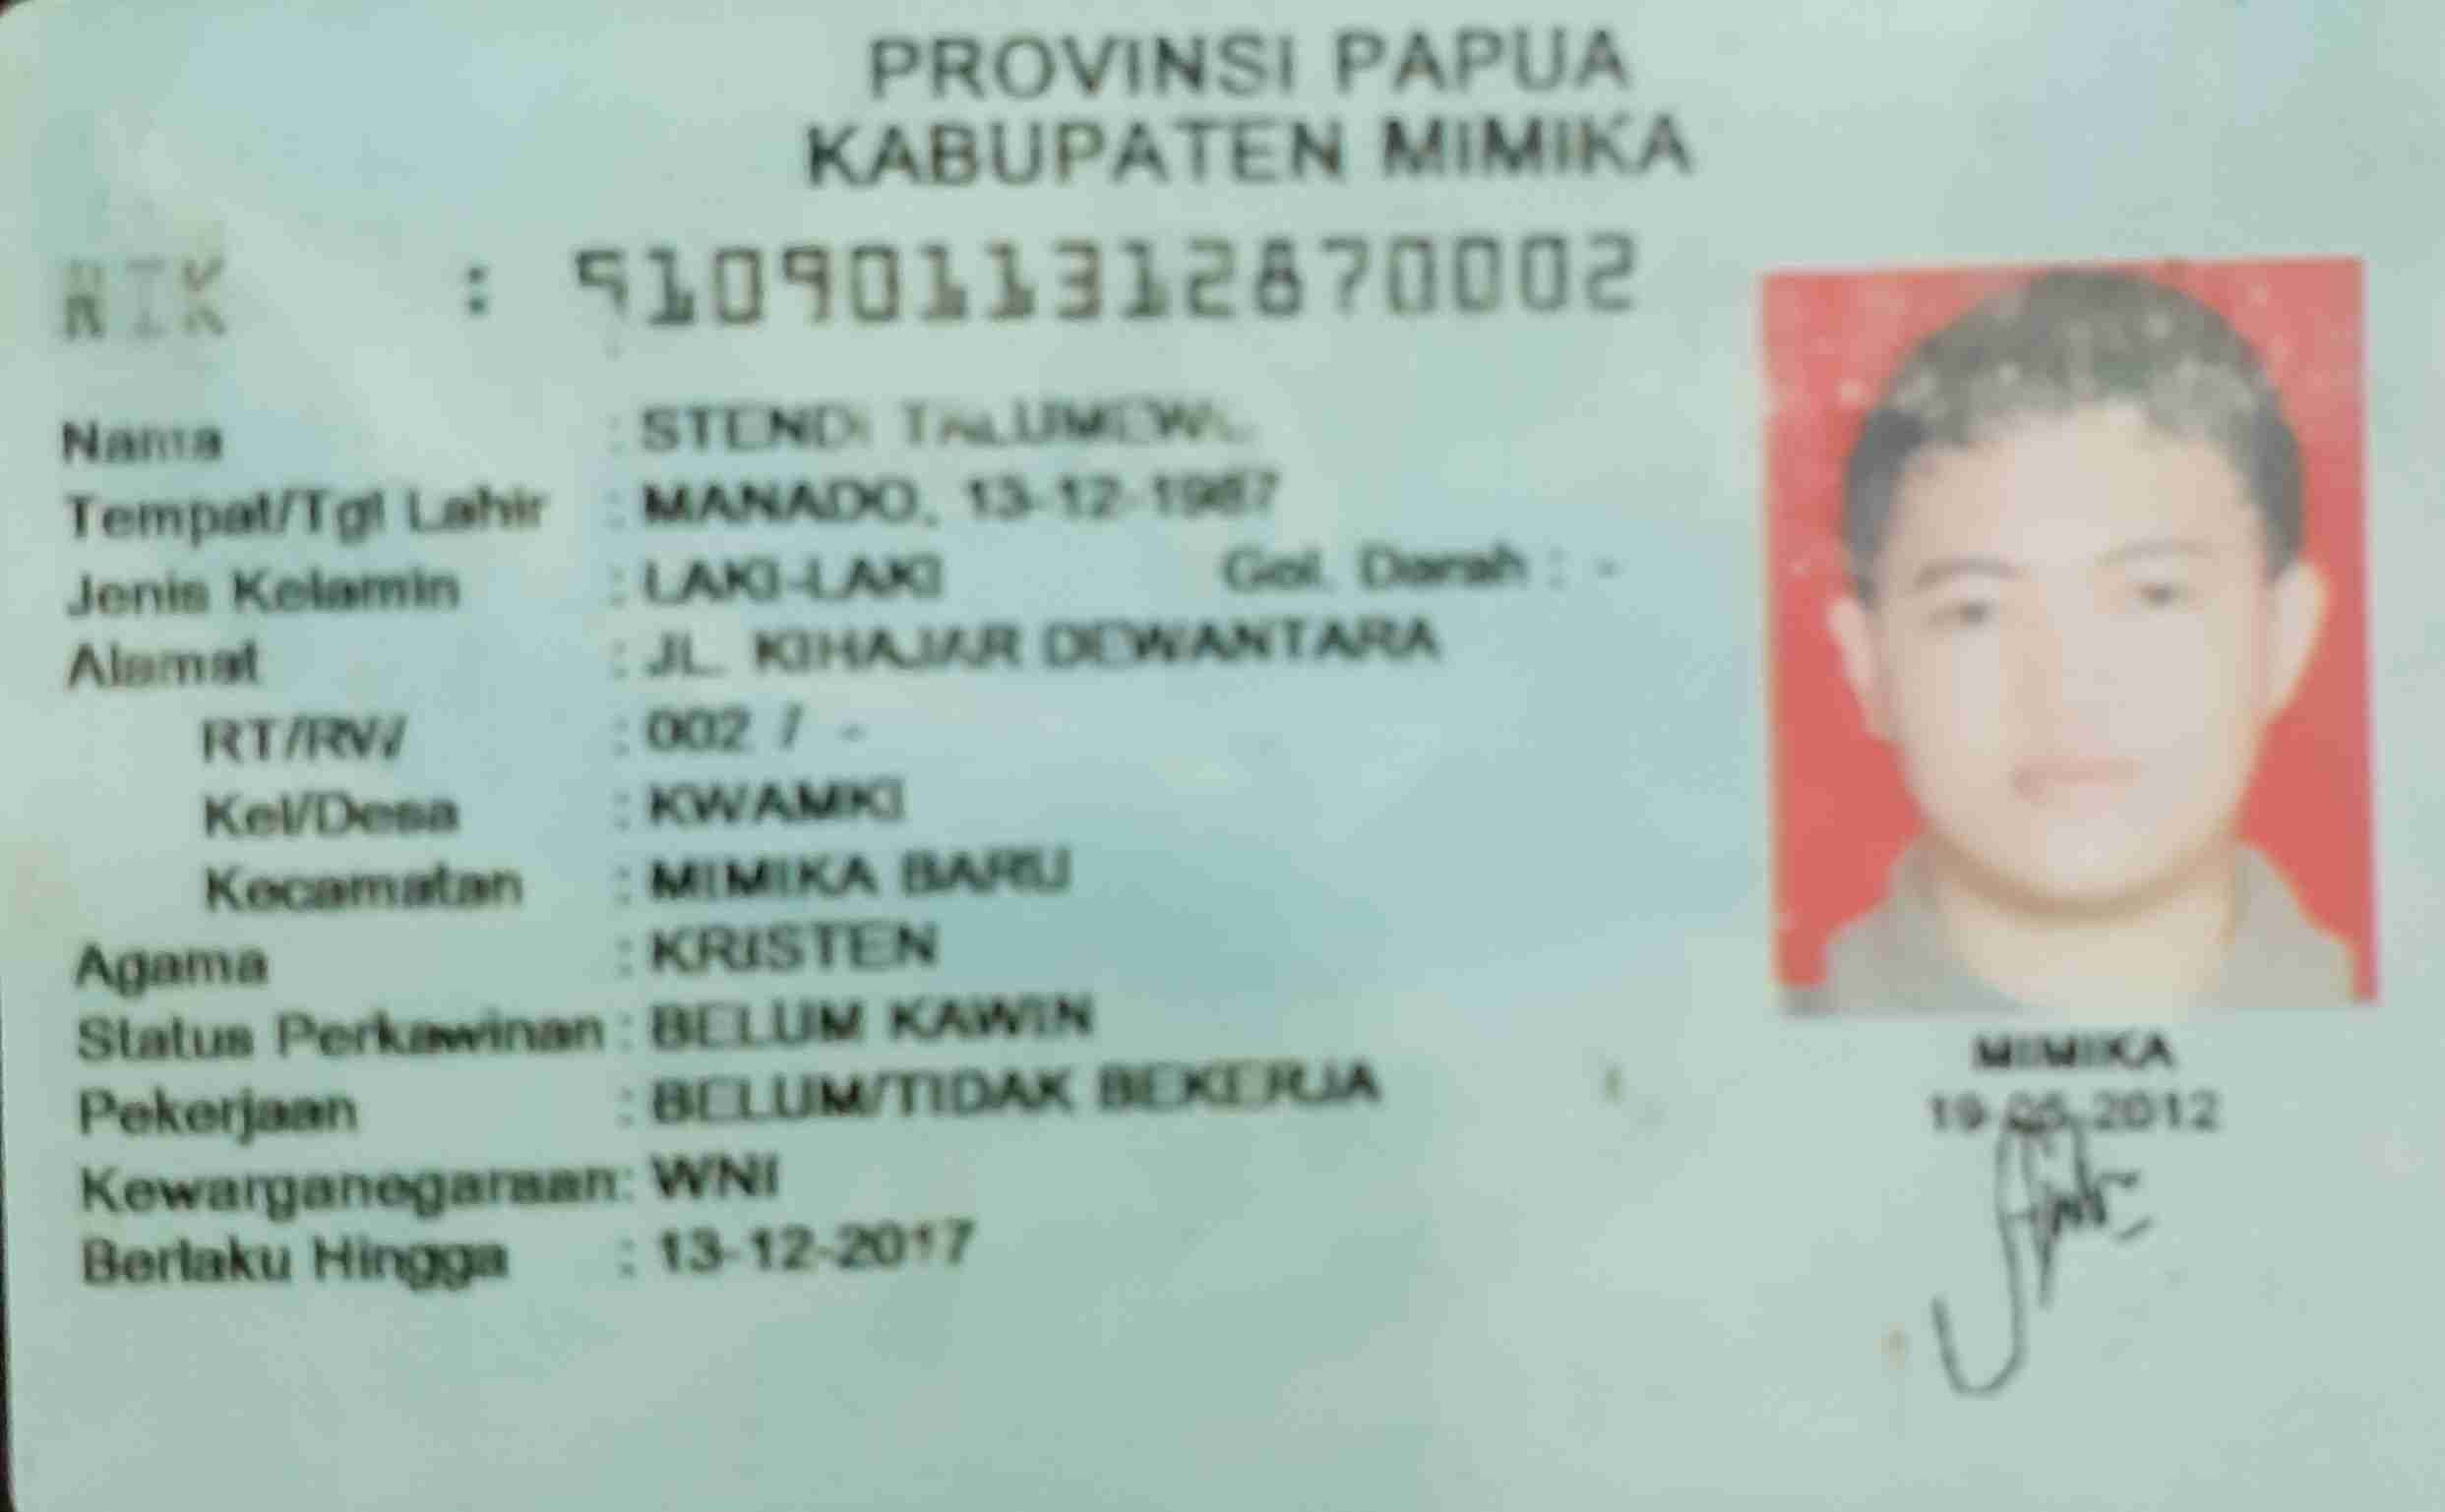 PROVINSI PAPUA
KABUPATEN MIMIKA
NIK : 9109011312870002
Nama : STENDI
Tempat/Tgl Lahir : MANADO, 13-12-1987
Jenis Kelamin : LAKI-LAKI Gol. Darah : -
Alamat : JL. KIHAJAR DEWANTARA
RT/RW : 002 / -
Kel/Desa : KWAMKI
Kecamatan : MIMIKA BARU
Agama : KRISTEN
Status Perkawinan : BELUM KAWIN
Pekerjaan : BELUM/TIDAK BEKERJA
Kewarganegaraan: WNI
Berlaku Hingga : 13-12-2017
MIMIKA
19-05-2012